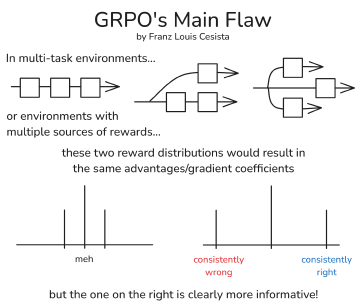 GRPO's Main Flaw
by Franz Louis Cesista
In multi-task environments...
or environments with
multiple sources of rewards...
these two reward distributions would result in
the same advantages/gradient coefficients
meh
consistently
wrong
consistently
right
but the one on the right is clearly more informative!